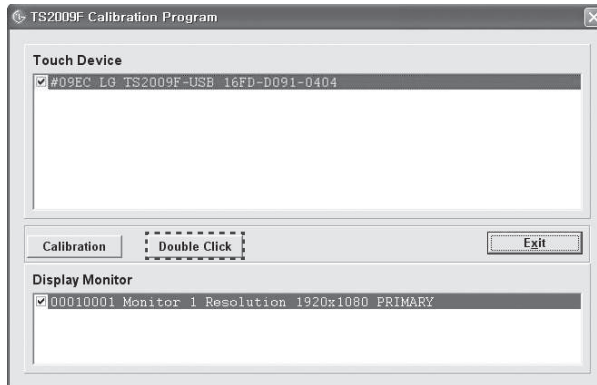 TS2009F Calibration Program
Touch Device
#09EC LG TS2009F-USB 16FD-D091-0404
Calibration
Double Click
Exit
Display Monitor
00010001 Monitor 1 Resolution 1920x1080 PRIMARY